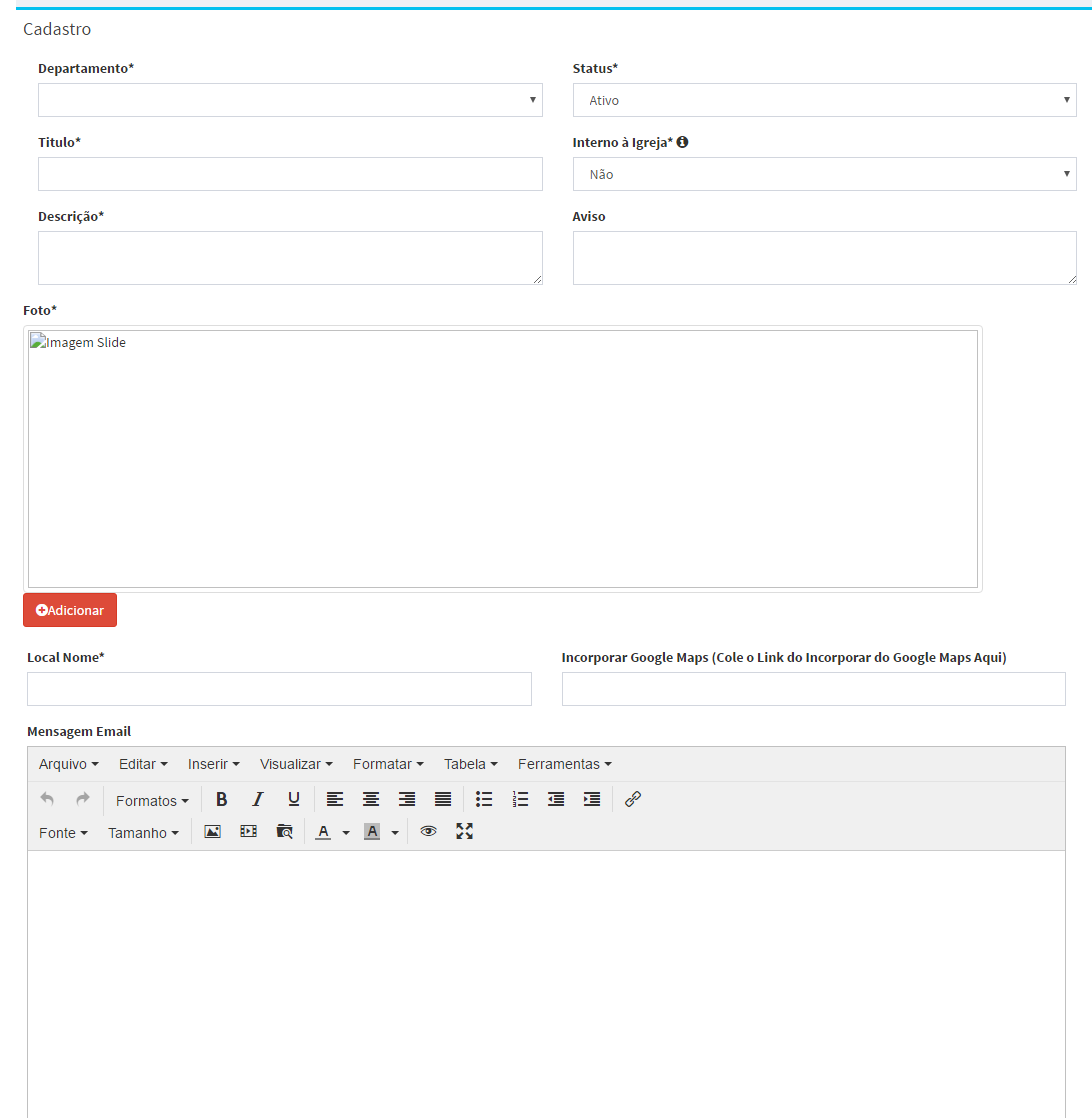 Cadastro
Departamento* Status*
Ativo
Titulo* Interno à Igreja*
Não
Descrição* Aviso
Foto*
Imagem Slide
Adicionar
Local Nome* Incorporar Google Maps (Cole o Link do Incorporar do Google Maps Aqui)
Mensagem Email
Arquivo Editar Inserir Visualizar Formatar Tabela Ferramentas
Formatos B I U
Fonte Tamanho A A